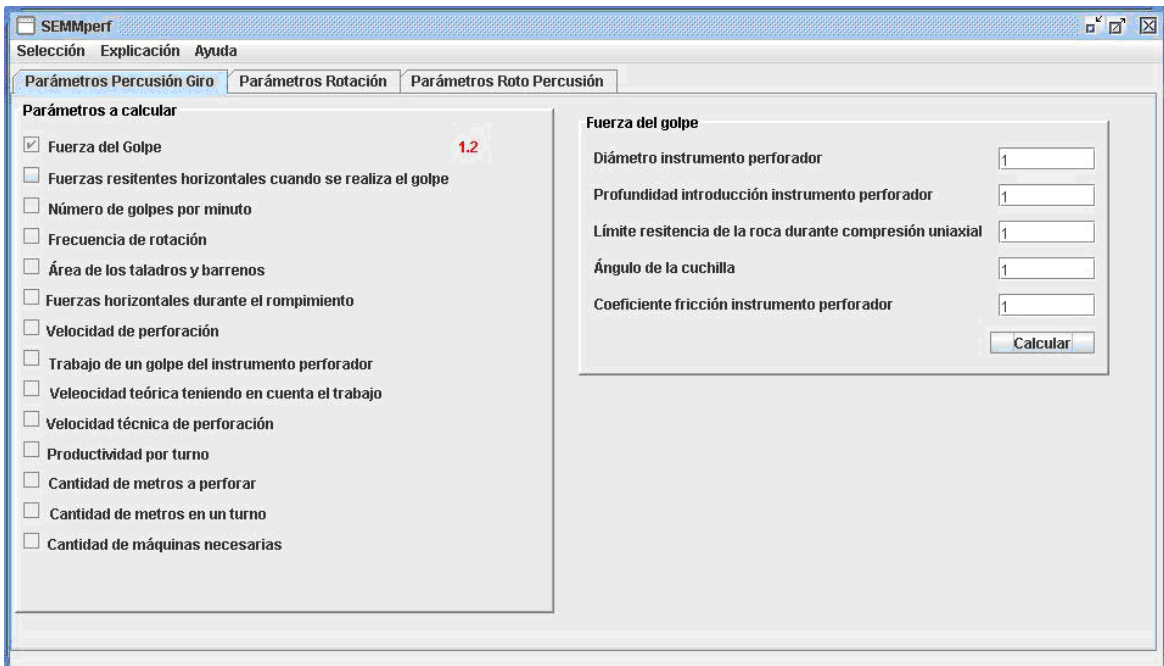 SEMMperf
Selección Explicación Ayuda
Parámetros Percusión Giro Parámetros Rotación Parámetros Roto Percusión
Parámetros a calcular
Fuerza del Golpe 1.2
Fuerzas resitentes horizontales cuando se realiza el golpe
Número de golpes por minuto
Frecuencia de rotación
Área de los taladros y barrenos
Fuerzas horizontales durante el rompimiento
Velocidad de perforación
Trabajo de un golpe del instrumento perforador
Veleocidad teórica teniendo en cuenta el trabajo
Velocidad técnica de perforación
Productividad por turno
Cantidad de metros a perforar
Cantidad de metros en un turno
Cantidad de máquinas necesarias
Fuerza del golpe
Diámetro instrumento perforador 1
Profundidad introducción instrumento perforador 1
Límite resitencia de la roca durante compresión uniaxial 1
Ángulo de la cuchilla 1
Coeficiente fricción instrumento perforador 1
Calcular